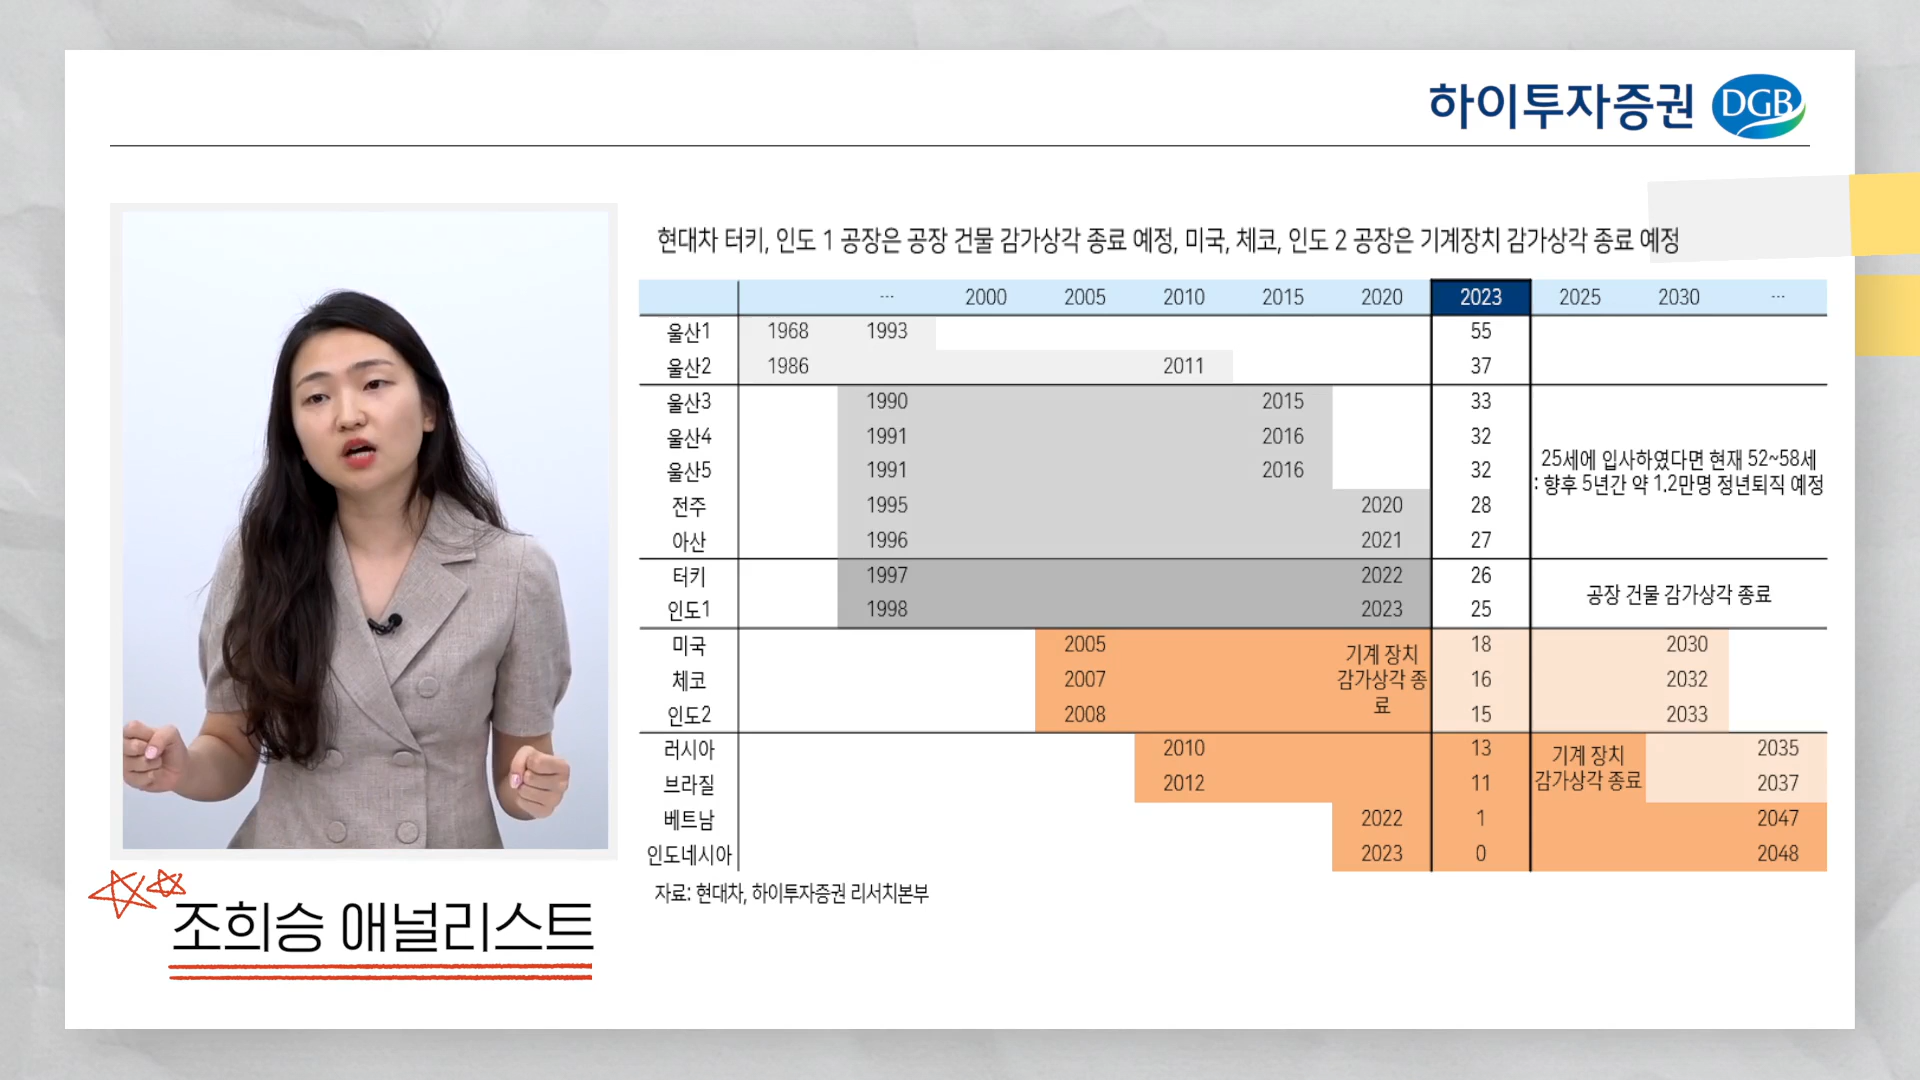 하이투자증권 DGB
현대차 터키, 인도 1 공장은 공장 건물 감가상각 종료 예정, 미국, 체코, 인도 2 공장은 기계장치 감가상각 종료 예정
… 2000 2005 2010 2015 2020 2023 2025 2030 …
울산1 1968 1993 55
울산2 1986 2011 37
울산3 1990 2015 33
울산4 1991 2016 32
울산5 1991 2016 32
25세에 입사하였다면 현재 52~58세
: 향후 5년간 약 1.2만명 정년퇴직 예정
전주 1995 2020 28
아산 1996 2021 27
터키 1997 2022 26
인도1 1998 2023 25
공장 건물 감가상각 종료
미국 2005 18 2030
체코 2007 16 2032
인도2 2008 15 2033
기계 장치
감가상각 종
료
러시아 2010 13 2035
브라질 2012 11 2037
기계 장치
감가상각 종료
베트남 2022 1 2047
인도네시아 2023 0 2048
자료: 현대차, 하이투자증권 리서치본부
조희승 애널리스트